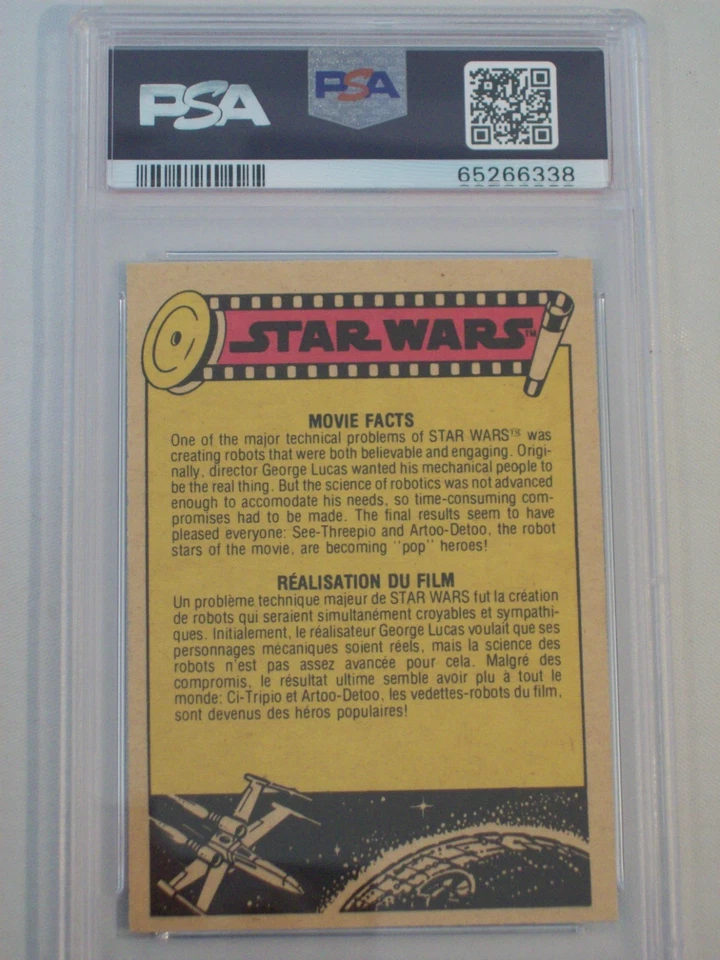 PSA
PSA
65266338
STAR WARS™
MOVIE FACTS
One of the major technical problems of STAR WARS™ was
creating robots that were both believable and engaging. Origi-
nally, director George Lucas wanted his mechanical people to
be the real thing. But the science of robotics was not advanced
enough to accomodate his needs, so time-consuming com-
promises had to be made. The final results seem to have
pleased everyone: See-Threepio and Artoo-Detoo, the robot
stars of the movie, are becoming "pop" heroes!
RÉALISATION DU FILM
Un problème technique majeur de STAR WARS fut la création
de robots qui seraient simultanément croyables et sympathi-
ques. Initialement, le réalisateur George Lucas voulait que ses
personnages mécaniques soient réels, mais la science des
robots n'est pas assez avancée pour cela. Malgré des
compromis, le résultat ultime semble avoir plu à tout le
monde: Ci-Tripio et Artoo-Detoo, les vedettes-robots du film,
sont devenus des héros populaires!